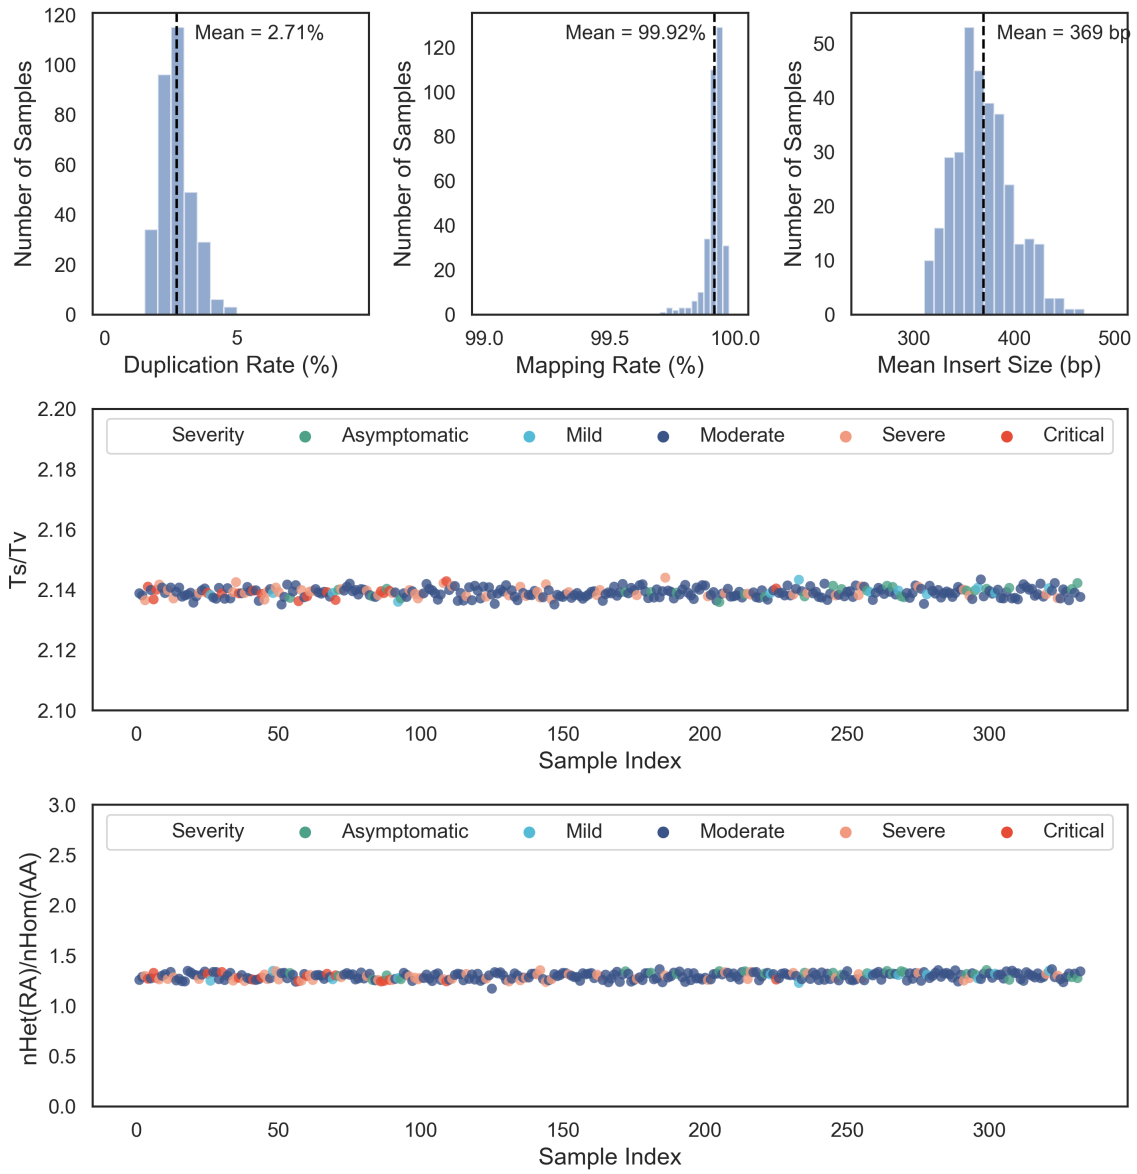 Number of Samples
120
100
80
60
40
20
0
Mean = 2.71%
0 5
Duplication Rate (%)
Number of Samples
120
100
80
60
40
20
0
Mean = 99.92%
99.0 99.5 100.0
Mapping Rate (%)
Number of Samples
50
40
30
20
10
0
Mean = 369 bp
300 400 500
Mean Insert Size (bp)
Ts/Tv
2.20
2.18
2.16
2.14
2.12
2.10
Severity Asymptomatic Mild Moderate Severe Critical
0 50 100 150 200 250 300
Sample Index
nHet(RA)/nHom(AA)
3.0
2.5
2.0
1.5
1.0
0.5
0.0
Severity Asymptomatic Mild Moderate Severe Critical
0 50 100 150 200 250 300
Sample Index